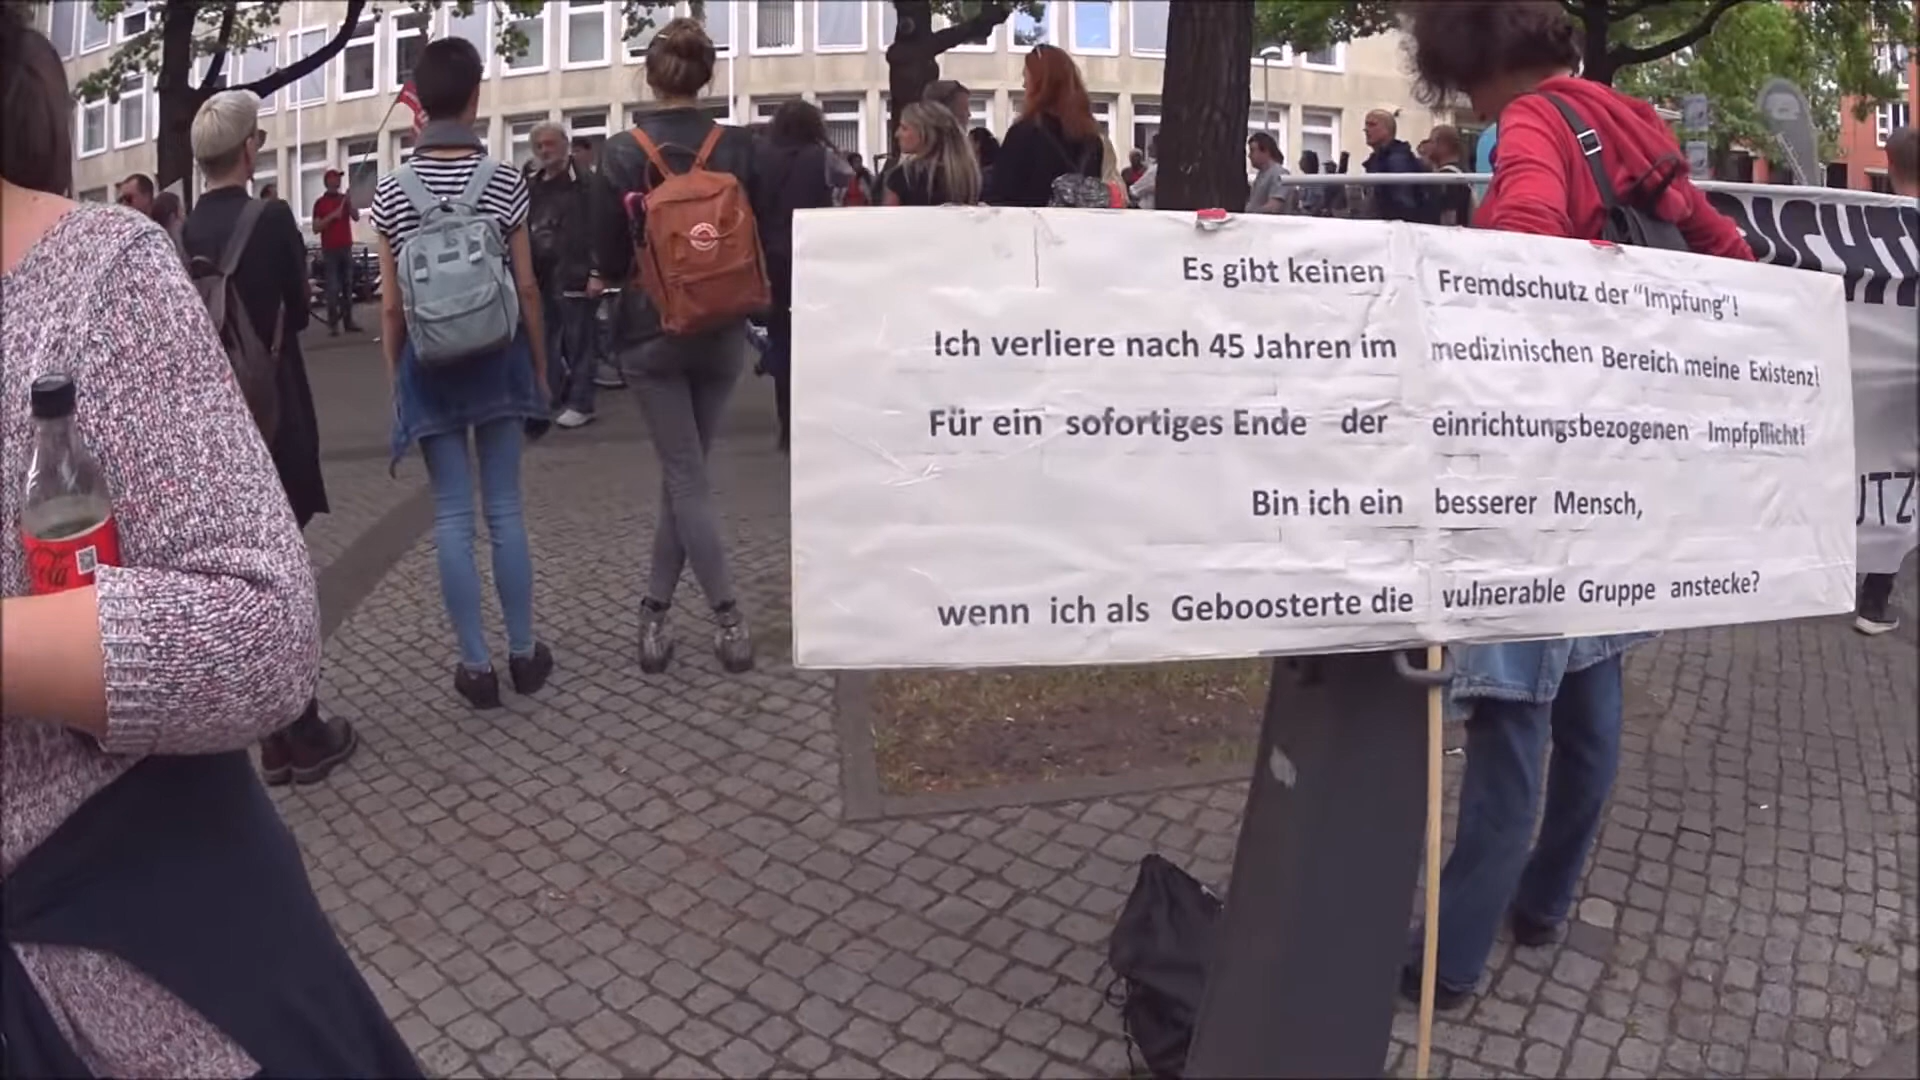 Es gibt keinen Fremdschutz der "Impfung"!
Ich verliere nach 45 Jahren im medizinischen Bereich meine Existenz!
Für ein sofortiges Ende der einrichtungsbezogenen Impfpflicht!
Bin ich ein besserer Mensch,
wenn ich als Geboosterte die vulnerable Gruppe anstecke?